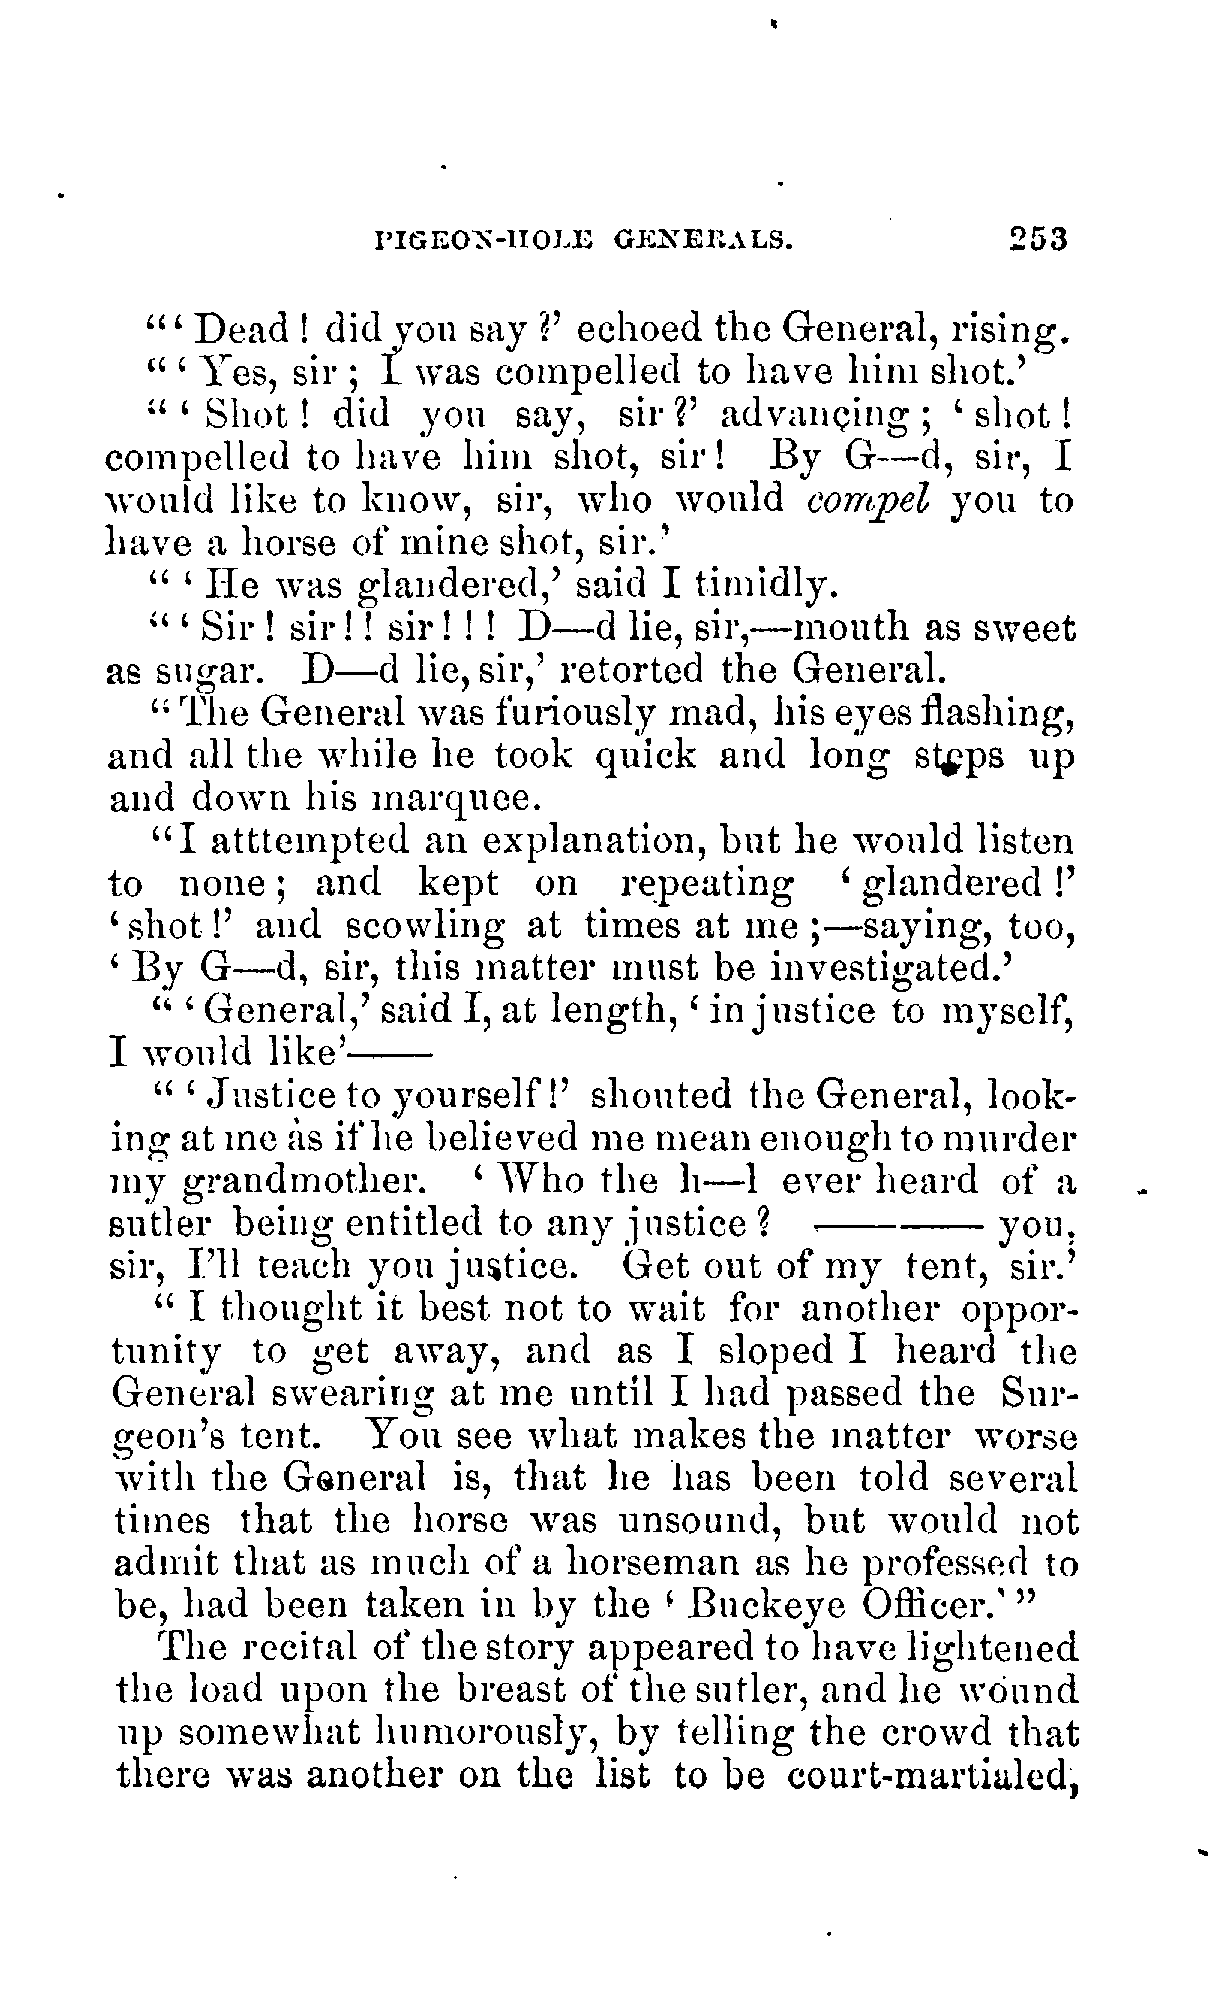 PIGEON-HOLE GENERALS. 253
"'Dead! did you say?' echoed the General, rising.
"'Yes, sir; I was compelled to have him shot.'
"'Shot! did you say, sir?' advancing; 'shot!
compelled to have him shot, sir! By G—d, sir, I
would like to know, sir, who would compel you to
have a horse of mine shot, sir.'
"'He was glandered,' said I timidly.
"'Sir! sir!! sir!!! D—d lie, sir,—mouth as sweet
as sugar. D—d lie, sir,' retorted the General.
"The General was furiously mad, his eyes flashing,
and all the while he took quick and long steps up
and down his marquee.
"I atttempted an explanation, but he would listen
to none; and kept on repeating 'glandered!'
'shot!' and scowling at times at me;—saying, too,
'By G—d, sir, this matter must be investigated.'
"'General,' said I, at length, 'in justice to myself,
I would like'——
"'Justice to yourself!' shouted the General, look-
ing at me as if he believed me mean enough to murder
my grandmother. 'Who the h—l ever heard of a
sutler being entitled to any justice? ———— you,
sir, I'll teach you justice. Get out of my tent, sir.'
"I thought it best not to wait for another oppor-
tunity to get away, and as I sloped I heard the
General swearing at me until I had passed the Sur-
geon's tent. You see what makes the matter worse
with the General is, that he has been told several
times that the horse was unsound, but would not
admit that as much of a horseman as he professed to
be, had been taken in by the 'Buckeye Officer.'"
The recital of the story appeared to have lightened
the load upon the breast of the sutler, and he wound
up somewhat humorously, by telling the crowd that
there was another on the list to be court-martialed,